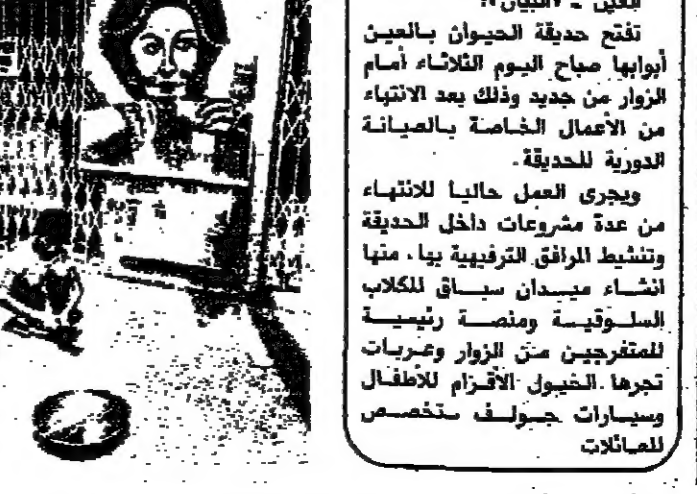 العين - «البيان»:
تفتح حديقة الحيوان بالعين
أبوابها صباح اليوم الثلاثاء أمام
الزوار من جديد وذلك بعد الانتهاء
من الأعمال الخاصة بالصيانة
الدورية للحديقة.
ويجرى العمل حاليا للانتهاء
من عدة مشروعات داخل الحديقة
وتنشيط المرافق الترفيهية بها، منها
انشاء ميدان سباق للكلاب
السلوقية ومنصة رئيسية
للمتفرجين من الزوار وعربات
تجرها الخيول الأقزام للأطفال
وسيارات جولف ستخصص
للعائلات